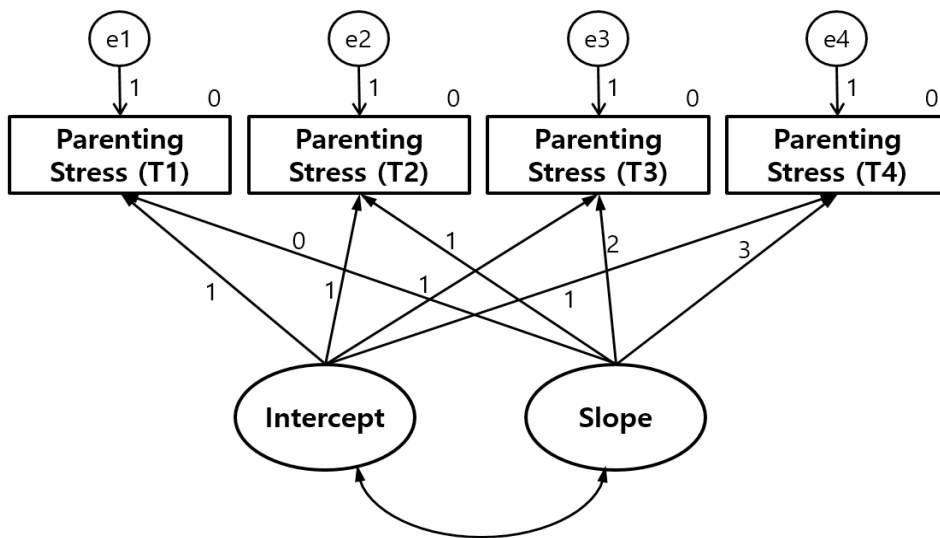 e1
e2
e3
e4
1
1
1
1
0
0
0
0
Parenting
Stress (T1)
Parenting
Stress (T2)
Parenting
Stress (T3)
Parenting
Stress (T4)
0
1
2
3
1
1
1
1
Intercept
Slope